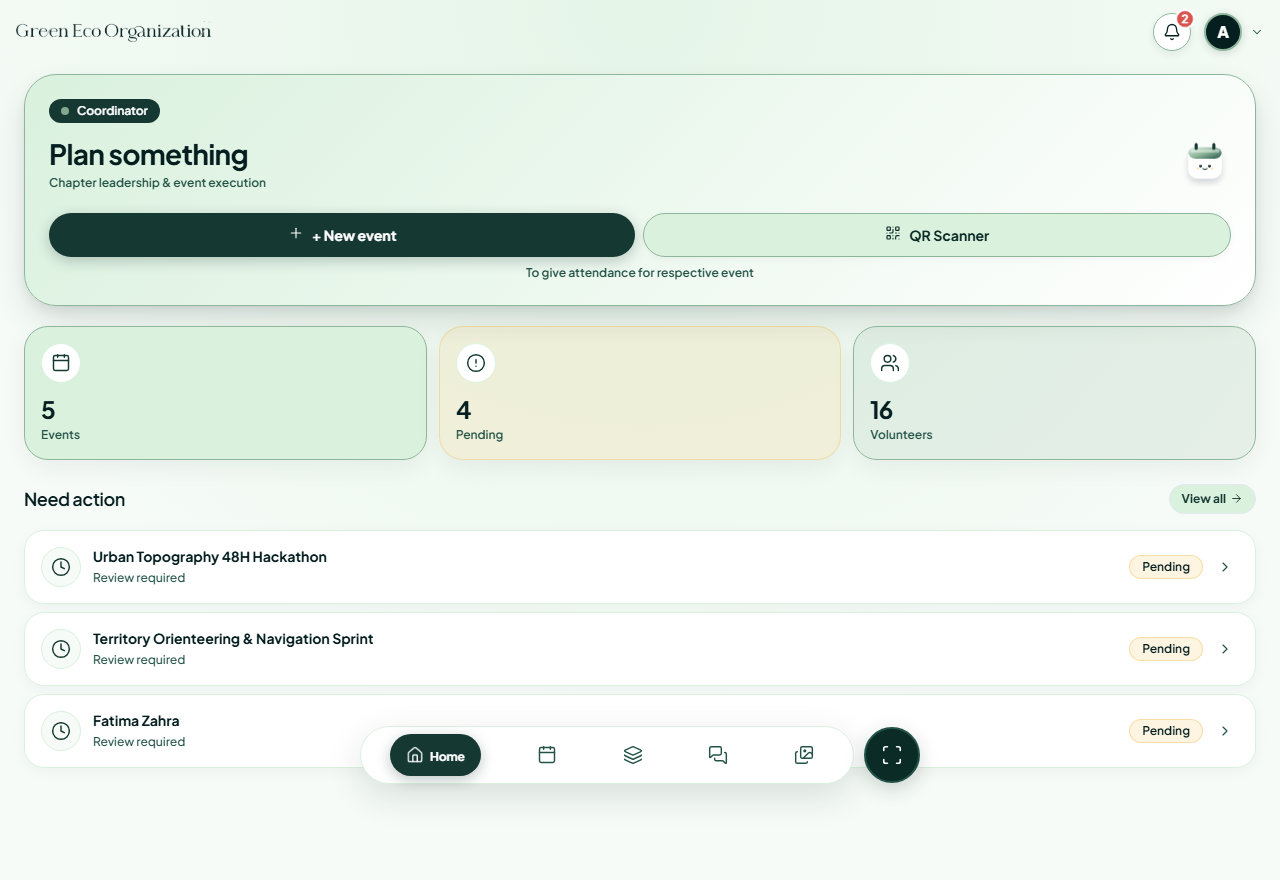 Green Eco Organization
2
A
Coordinator
Plan something
Chapter leadership & event execution
+ New event
QR Scanner
To give attendance for respective event
5
Events
4
Pending
16
Volunteers
Need action
View all →
Urban Topography 48H Hackathon
Review required
Pending
Territory Orienteering & Navigation Sprint
Review required
Pending
Fatima Zahra
Review required
Pending
Home